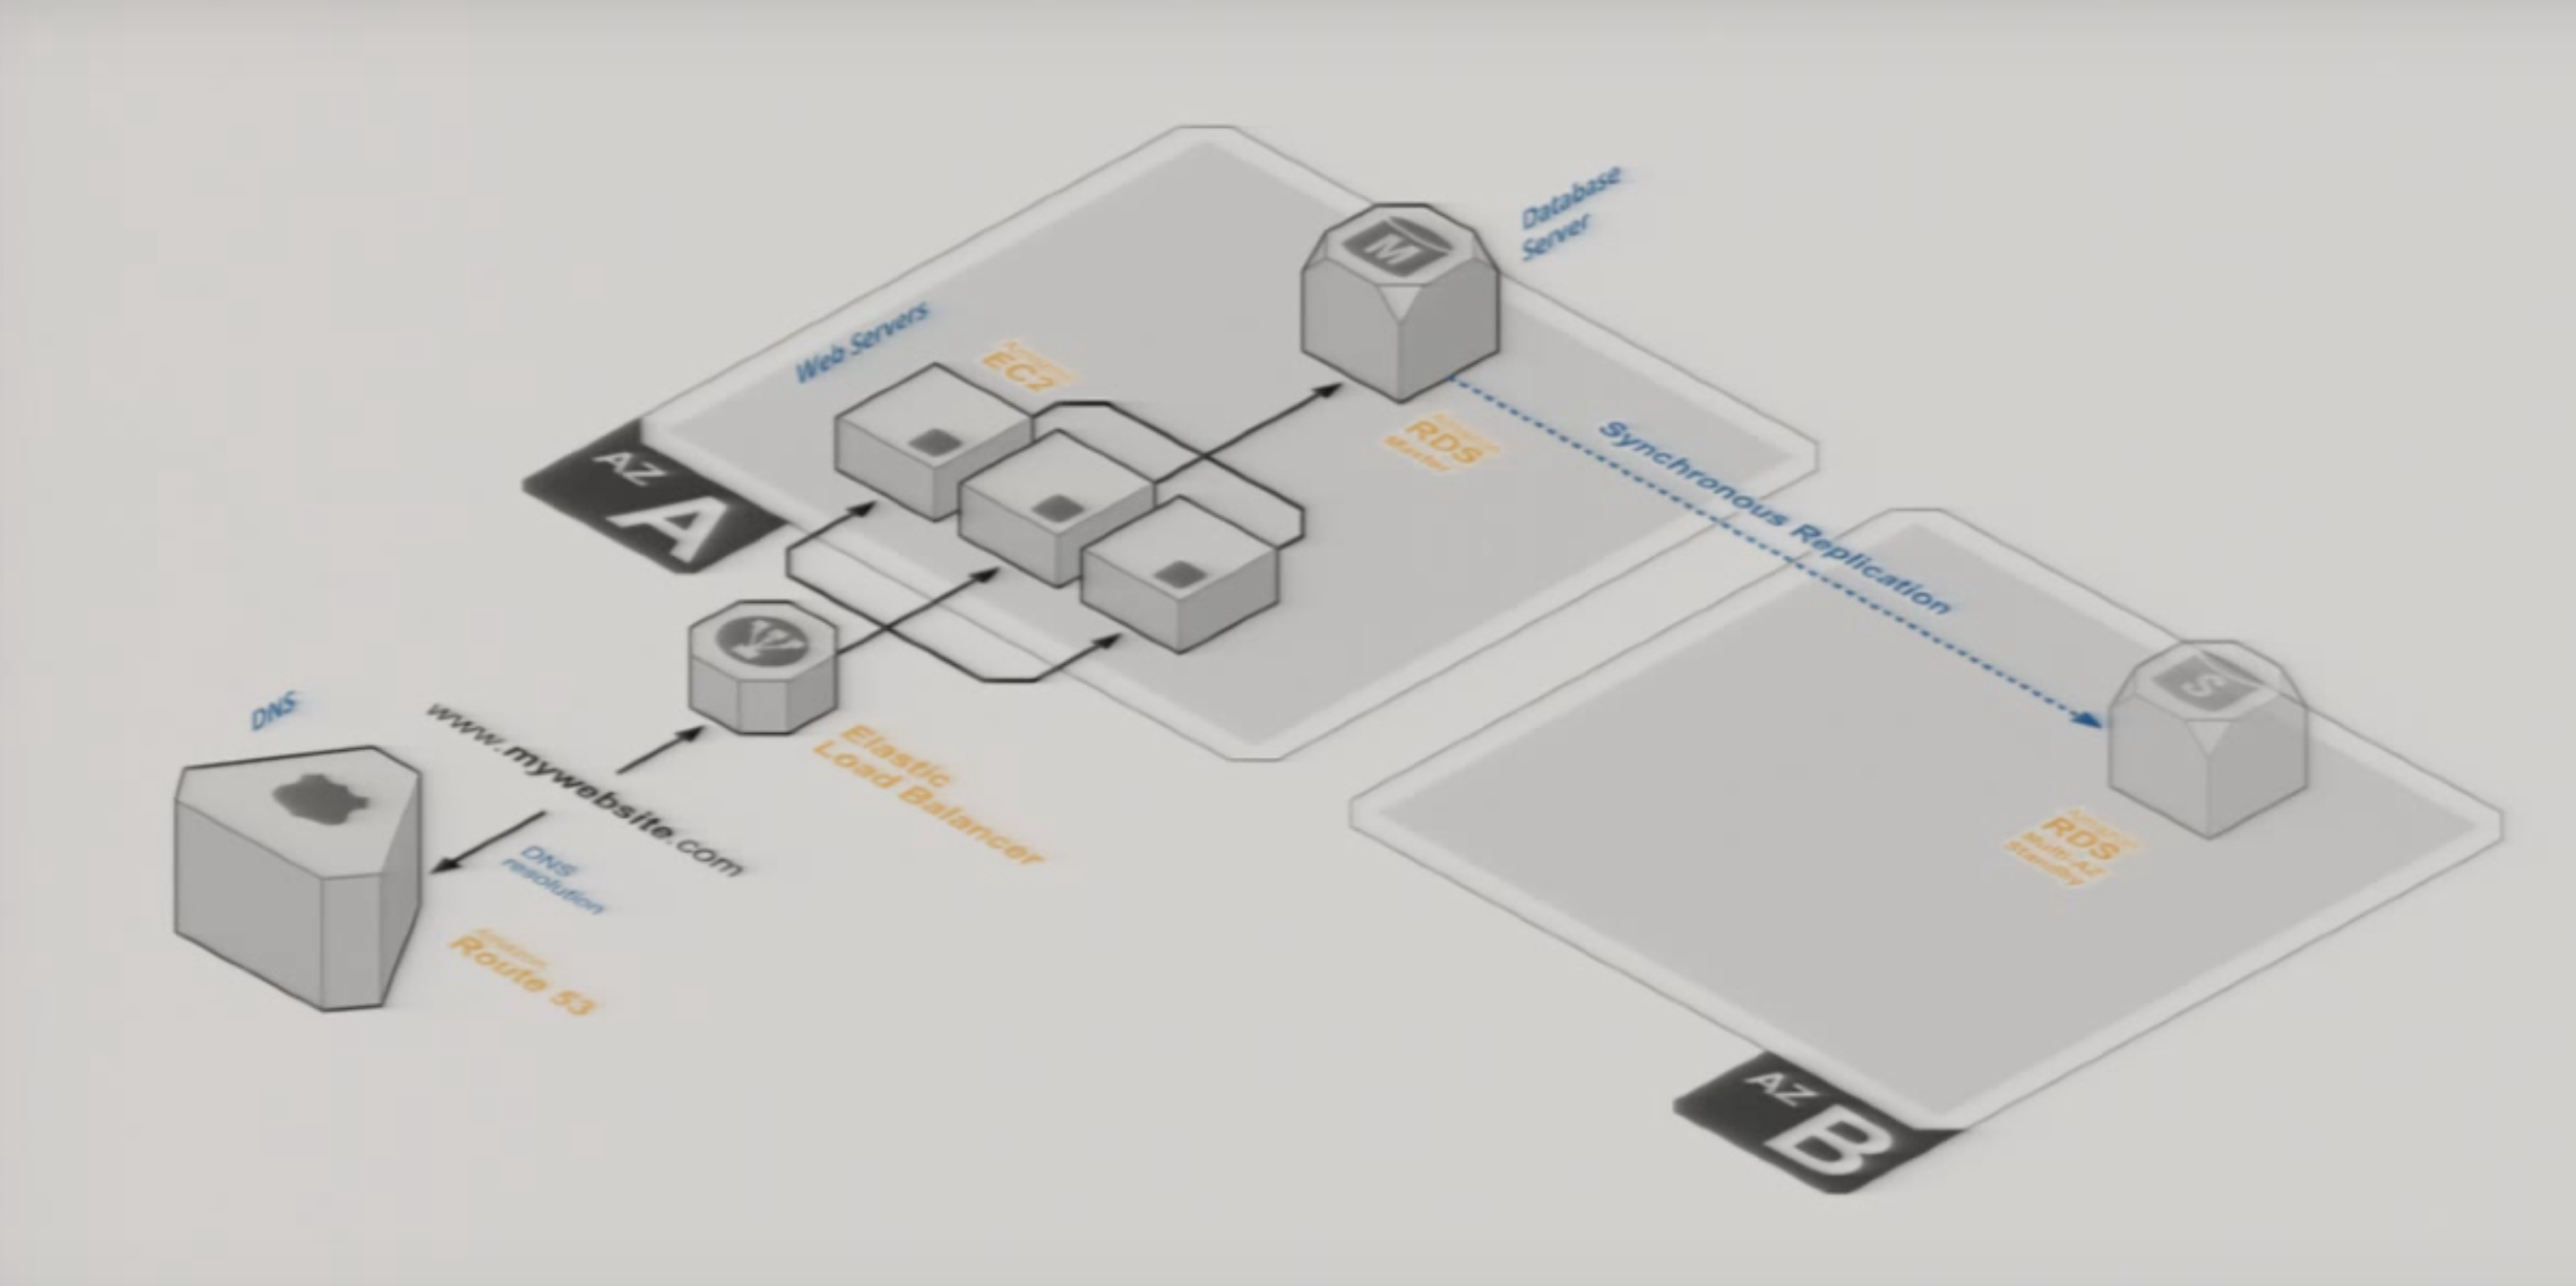 Database
Server
Web Servers
Amazon
EC2
Amazon
RDS
Master
M
AZ
A
Synchronous Replication
S
DNS
www.mywebsite.com
Elastic
Load Balancer
DNS
resolution
Amazon
Route 53
Amazon
RDS
Multi-AZ
Standby
AZ
B